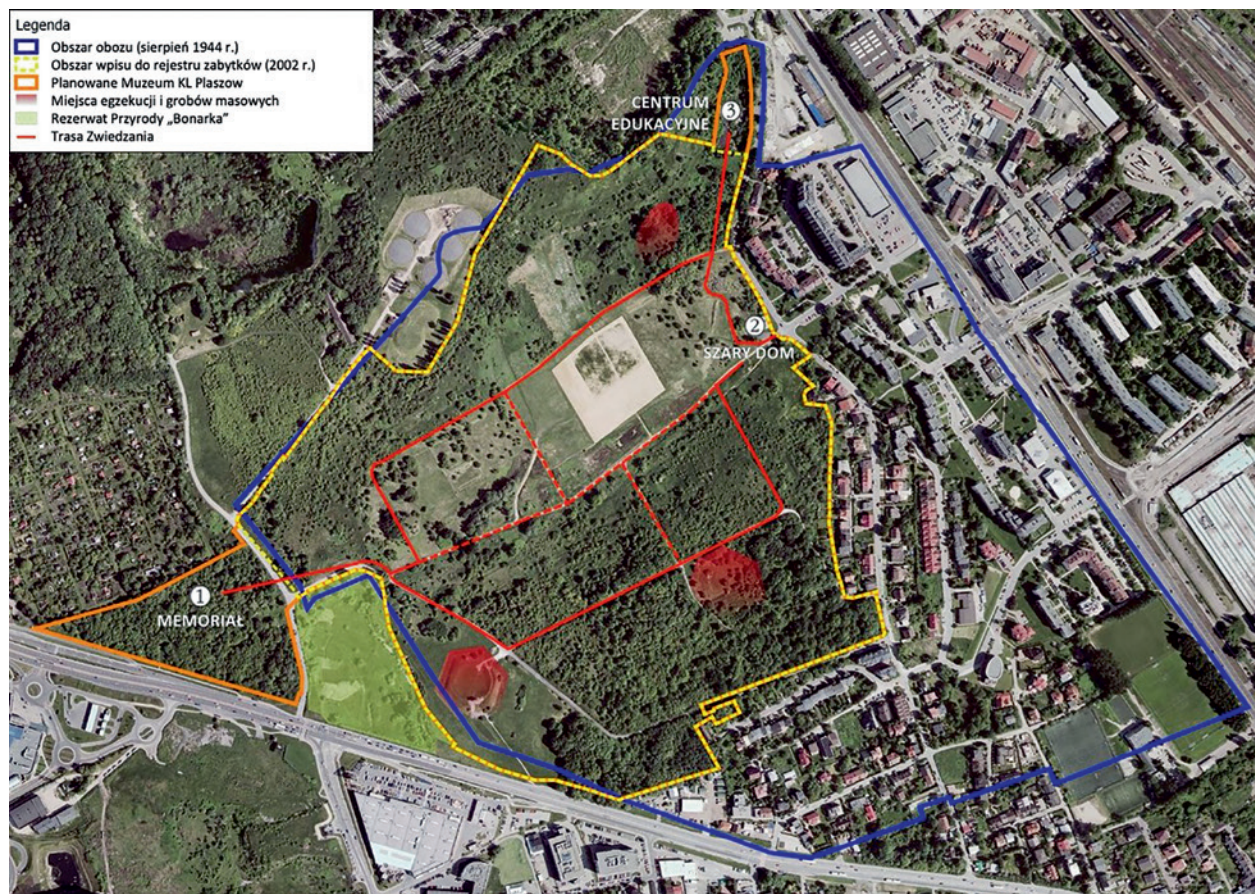 Legenda
Obszar obozu (sierpień 1944 r.)
Obszar wpisu do rejestru zabytków (2002 r.)
Planowane Muzeum KL Plaszow
Miejsca egzekucji i grobów masowych
Rezerwat Przyrody „Bonarka”
Trasa Zwiedzania
CENTRUM
EDUKACYJNE
3
2
SZARY DOM
1
MEMORIAŁ